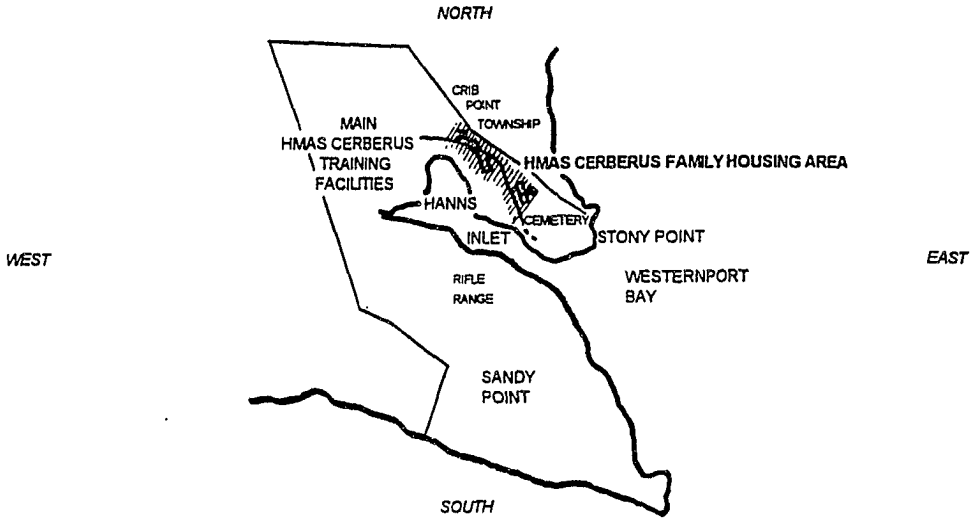 NORTH
CRIB
POINT
TOWNSHIP
MAIN
HMAS CERBERUS
TRAINING
FACILITIES
HMAS CERBERUS FAMILY HOUSING AREA
HANNS
CEMETERY
INLET
STONY POINT
WEST
EAST
RIFLE
RANGE
WESTERNPORT
BAY
SANDY
POINT
SOUTH